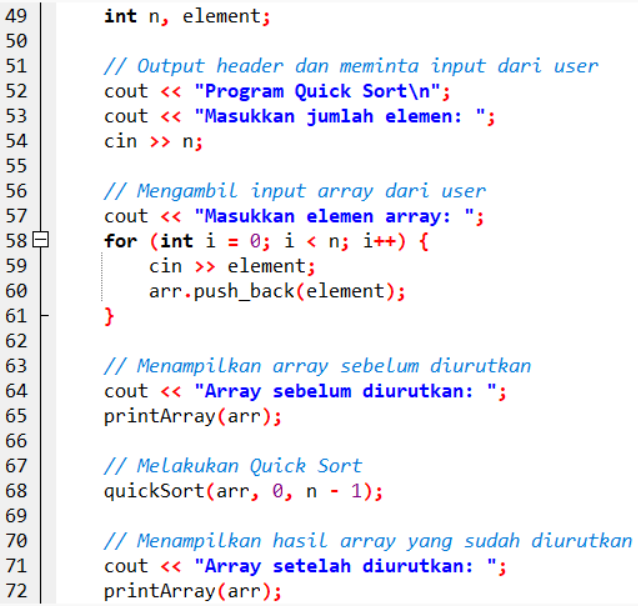 49 int n, element;
50
51 // Output header dan meminta input dari user
52 cout << "Program Quick Sort\n";
53 cout << "Masukkan jumlah elemen: ";
54 cin >> n;
55
56 // Mengambil input array dari user
57 cout << "Masukkan elemen array: ";
58 for (int i = 0; i < n; i++) {
59 cin >> element;
60 arr.push_back(element);
61 }
62
63 // Menampilkan array sebelum diurutkan
64 cout << "Array sebelum diurutkan: ";
65 printArray(arr);
66
67 // Melakukan Quick Sort
68 quickSort(arr, 0, n - 1);
69
70 // Menampilkan hasil array yang sudah diurutkan
71 cout << "Array setelah diurutkan: ";
72 printArray(arr);